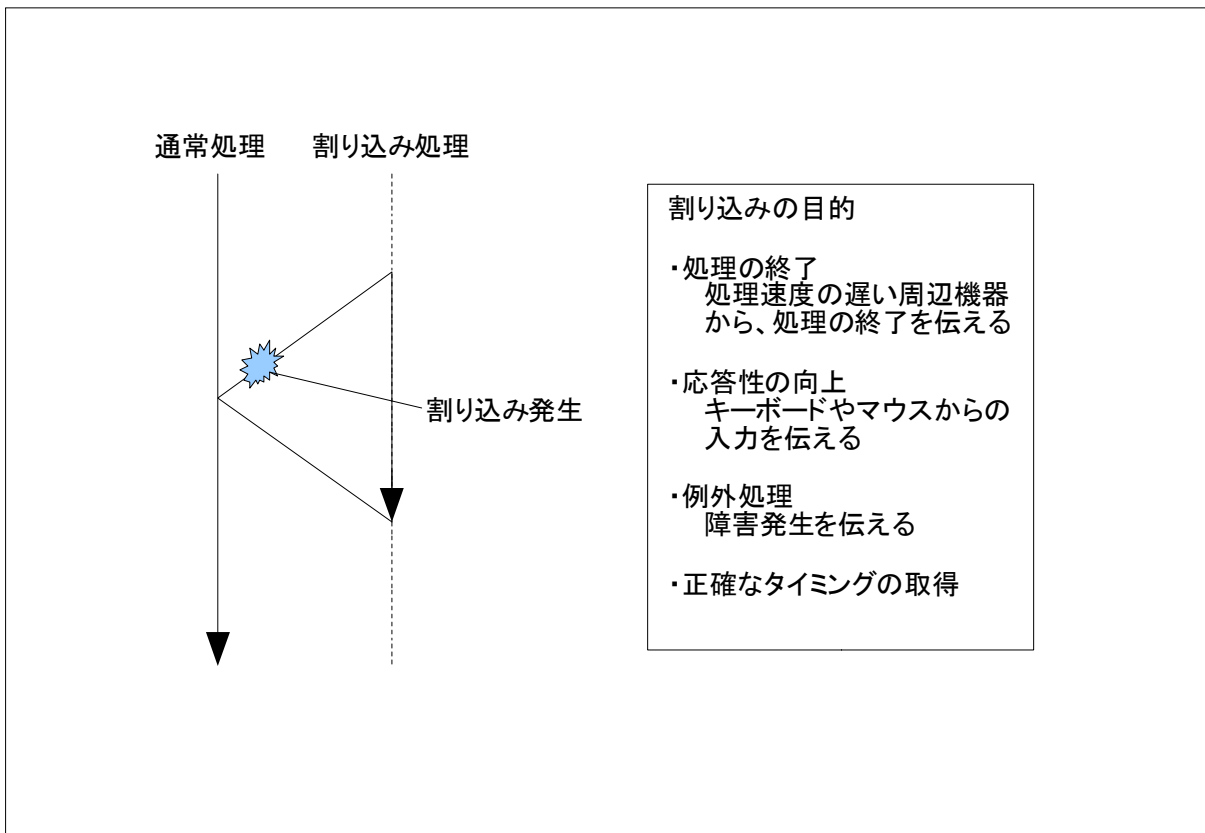 通常処理
割り込み処理
割り込み発生
割り込みの目的
・処理の終了
処理速度の遅い周辺機器
から、処理の終了を伝える
・応答性の向上
キーボードやマウスからの
入力を伝える
・例外処理
障害発生を伝える
・正確なタイミングの取得